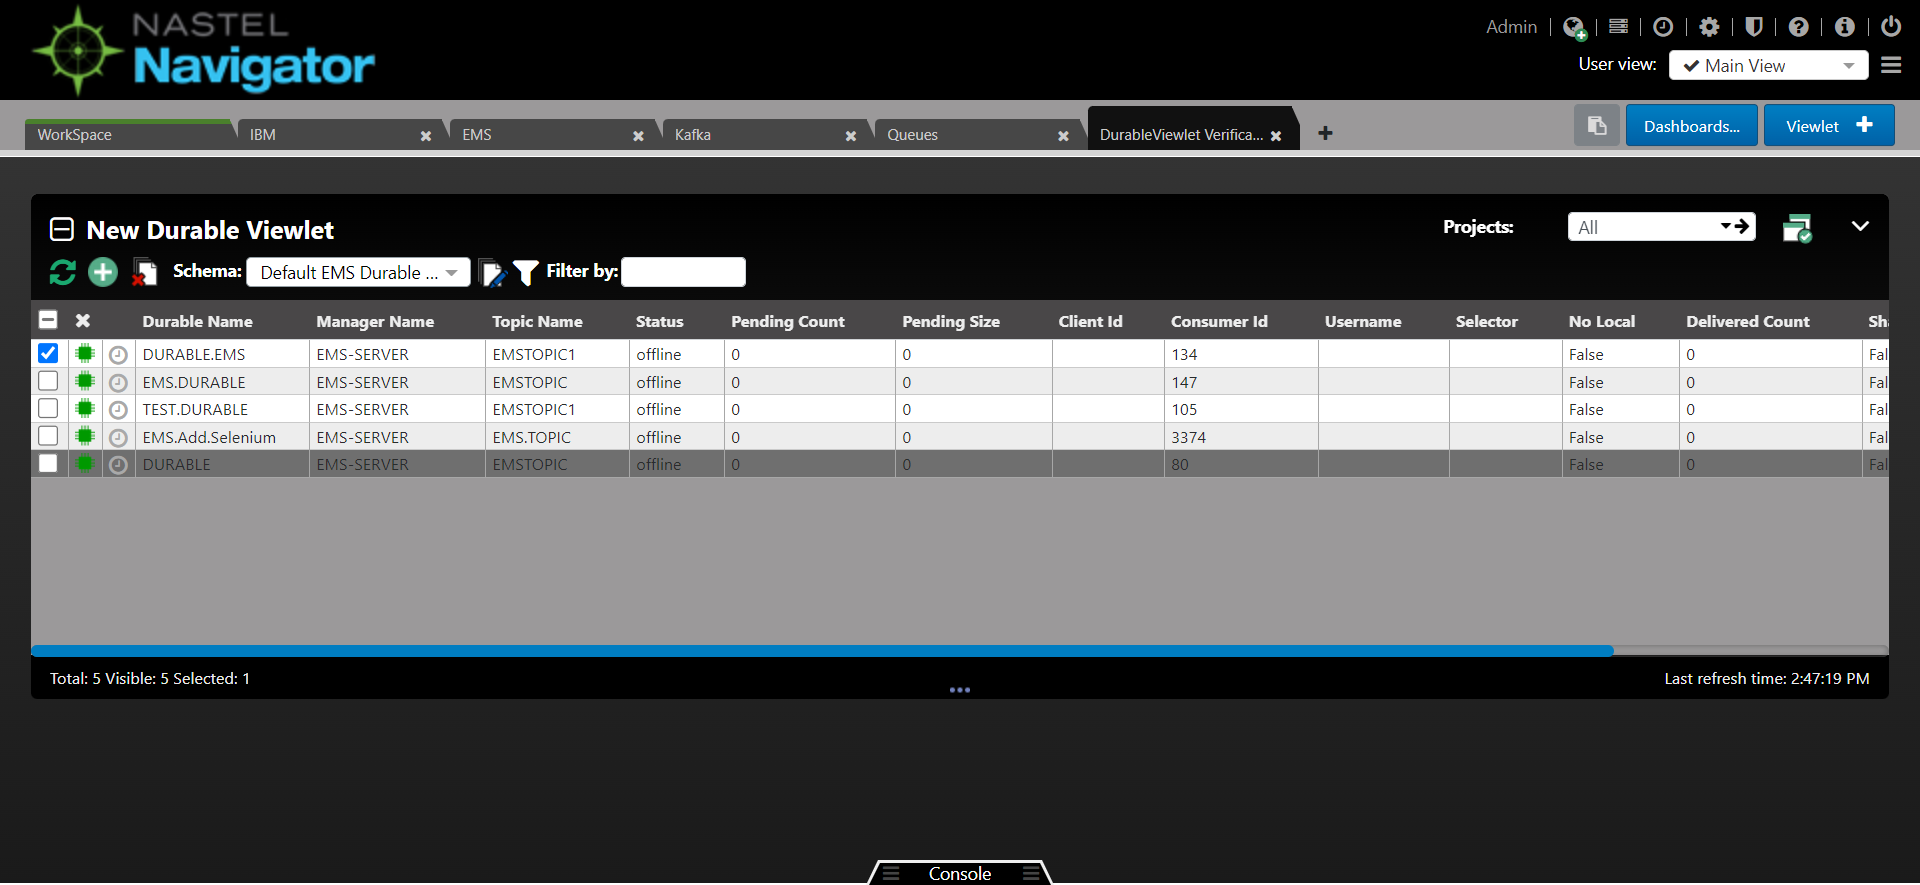 NASTEL
Navigator
Admin
User view: Main View
WorkSpace IBM EMS Kafka Queues DurableViewlet Verifica... Dashboards... Viewlet
New Durable Viewlet Projects: All
Schema: Default EMS Durable ... Filter by:
Durable Name Manager Name Topic Name Status Pending Count Pending Size Client Id Consumer Id Username Selector No Local Delivered Count Sha
DURABLE.EMS EMS-SERVER EMSTOPIC1 offline 0 0 134 False 0 Fal
EMS.DURABLE EMS-SERVER EMSTOPIC offline 0 0 147 False 0 Fal
TEST.DURABLE EMS-SERVER EMSTOPIC1 offline 0 0 105 False 0 Fal
EMS.Add.Selenium EMS-SERVER EMS.TOPIC offline 0 0 3374 False 0 Fal
DURABLE EMS-SERVER EMSTOPIC offline 0 0 80 False 0 Fal
Total: 5 Visible: 5 Selected: 1 Last refresh time: 2:47:19 PM
Console